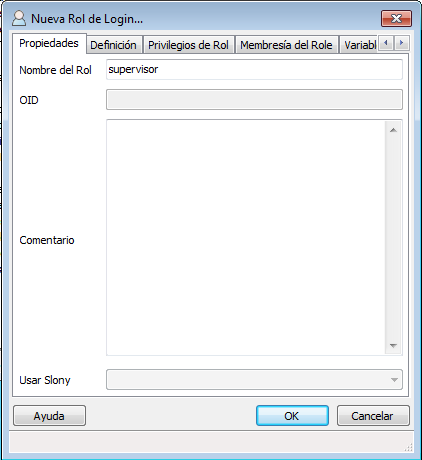 Nueva Rol de Login...
Propiedades Definición Privilegios de Rol Membresía del Role Variabl
Nombre del Rol supervisor
OID
Comentario
Usar Slony
Ayuda OK Cancelar